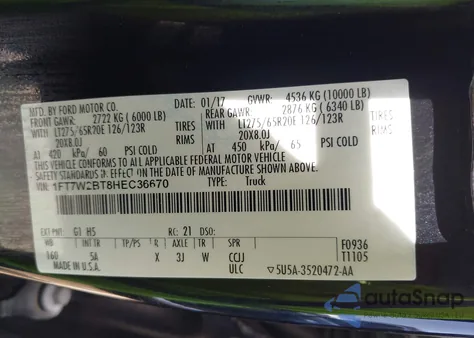 MFD. BY FORD MOTOR CO.
01/17
GVWR: 4536 KG (10000 LB)
FRONT GAWR: 2722 KG (6000 LB)
REAR GAWR: 2876 KG (6340 LB)
LT275/65R20E 126/123R TIRES
LT275/65R20E 126/123R TIRES
20X8.0J RIMS
20X8.0J RIMS
AT 420 kPa/ 60 PSI COLD
AT 450 kPa/ 65 PSI COLD
THIS VEHICLE CONFORMS TO ALL APPLICABLE FEDERAL MOTOR VEHICLE
SAFETY STANDARDS IN EFFECT ON THE DATE OF MANUFACTURE SHOWN ABOVE.
VIN: 1FT7W2BT8HEC36670
TYPE: Truck
EXT PNT: G1 H5 RC: 21 DSO:
WB INT TR TP/PS R AXLE TR SPR F0936
160 5A X 3J W CCIJ T1105
MADE IN U.S.A. ULC 5U5A-3520472-AA
autoSnap